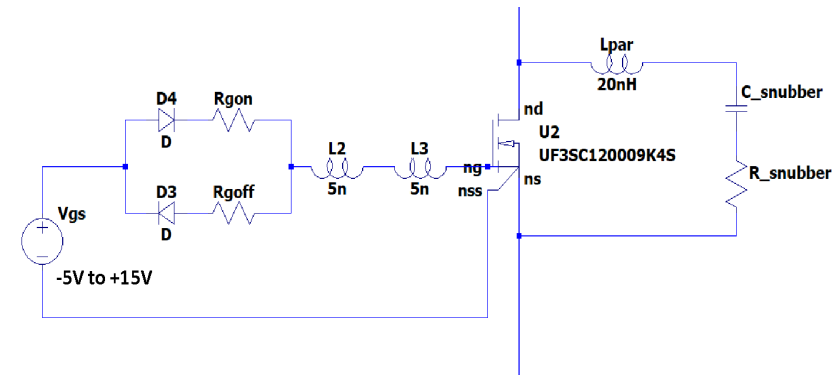 Lpar
20nH
C_snubber
D4
Rgon
D
nd
U2
UF3SC120009K4S
L2
L3
5n
5n
ng
nss
ns
R_snubber
D3
Rgoff
D
Vgs
+
-5V to +15V